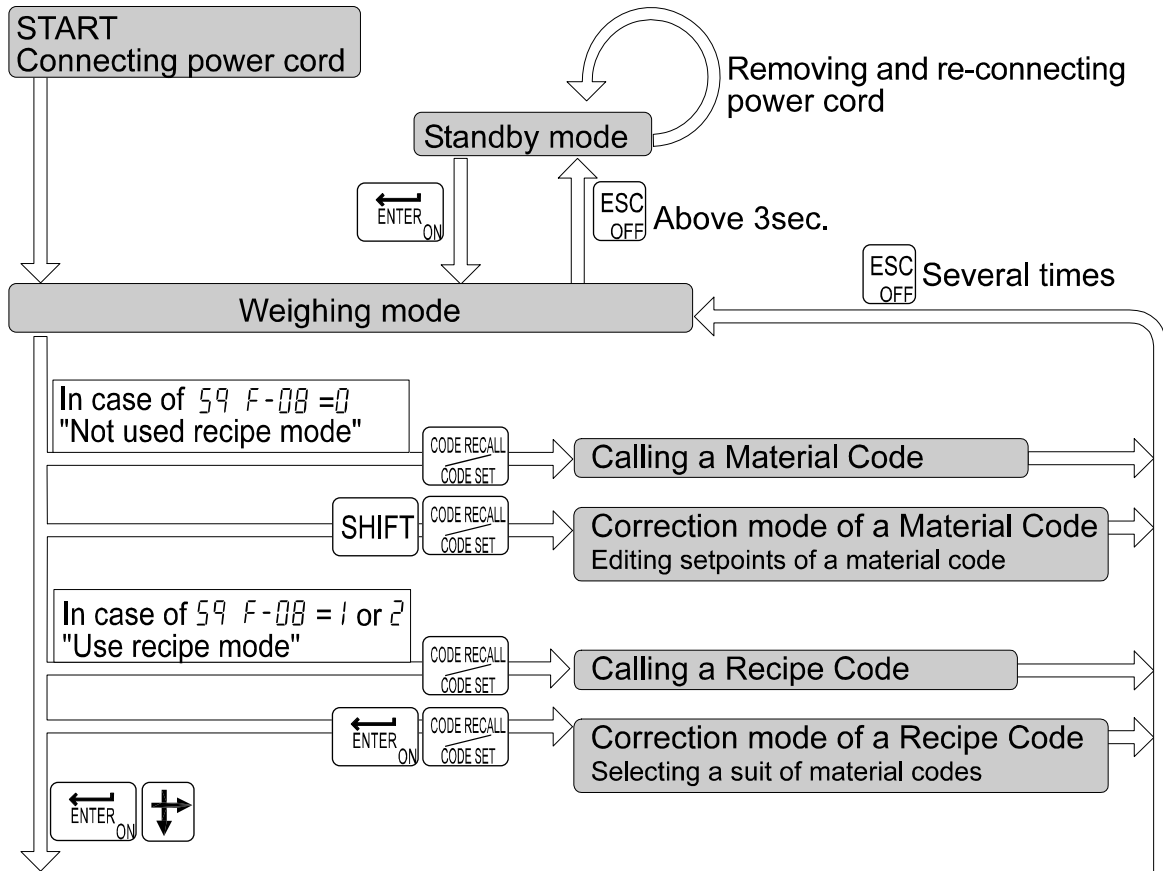 START
Connecting power cord
Removing and re-connecting
power cord
Standby mode
ENTER ON
ESC OFF
Above 3sec.
ESC OFF
Several times
Weighing mode
In case of 59 F-08 =0
"Not used recipe mode"
CODE RECALL
CODE SET
Calling a Material Code
SHIFT
CODE RECALL
CODE SET
Correction mode of a Material Code
Editing setpoints of a material code
In case of 59 F-08 = 1 or 2
"Use recipe mode"
CODE RECALL
CODE SET
Calling a Recipe Code
ENTER ON
CODE RECALL
CODE SET
Correction mode of a Recipe Code
Selecting a suit of material codes
ENTER ON